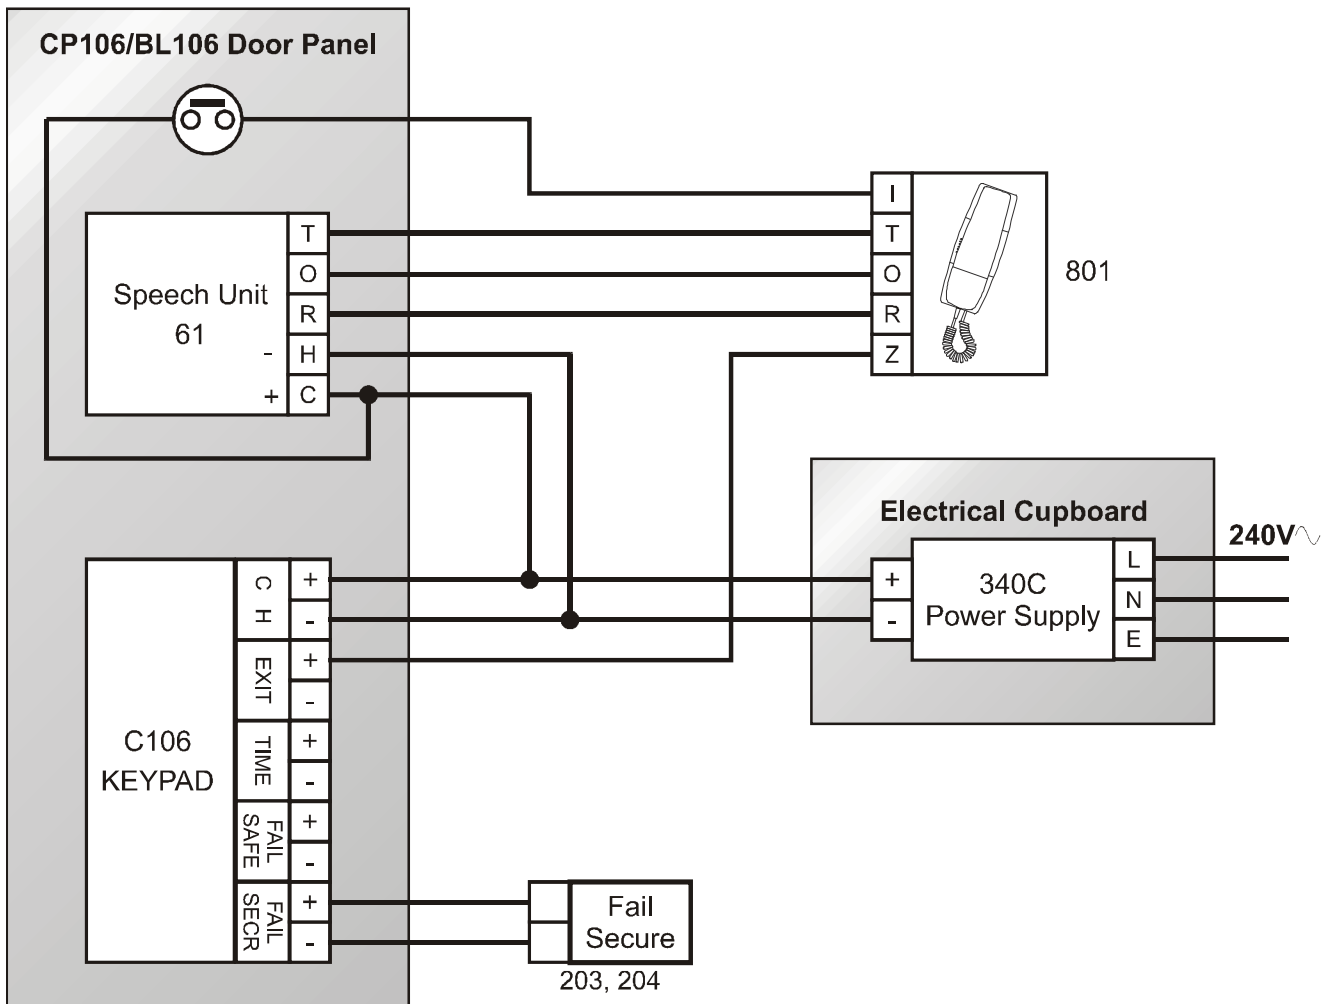 CP106/BL106 Door Panel
Speech Unit
61
-
+
T
O
R
H
C
I
T
O
R
Z
801
Electrical Cupboard
+
-
340C
Power Supply
L
N
E
240V
C106
KEYPAD
C
H
+
-
EXIT
+
-
TIME
+
-
FAIL
SAFE
+
-
FAIL
SECR
+
-
Fail
Secure
203, 204